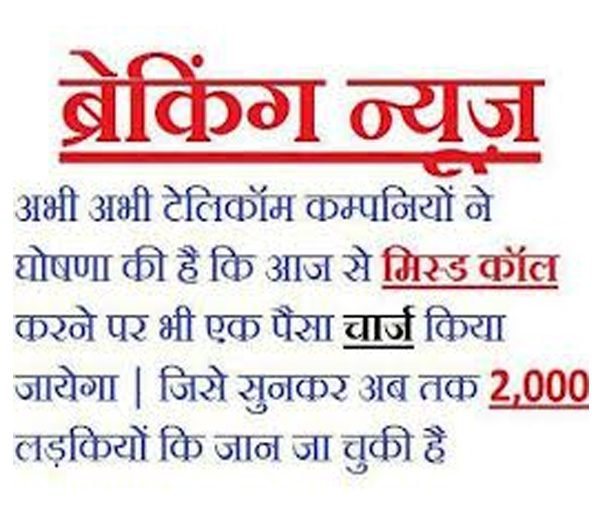 ब्रेकिंग न्यूज़
अभी अभी टेलिकॉम कम्पनियों ने
घोषणा की है कि आज से मिस्ड कॉल
करने पर भी एक पैसा चार्ज किया
जायेगा | जिसे सुनकर अब तक 2,000
लड़कियों कि जान जा चुकी है